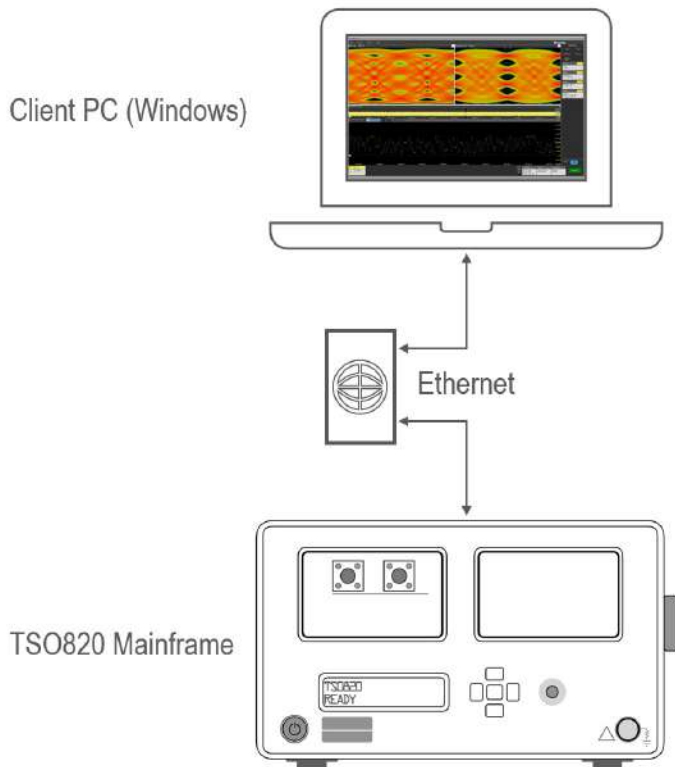 Client PC (Windows)
Ethernet
TSO820 Mainframe
TSO820
READY